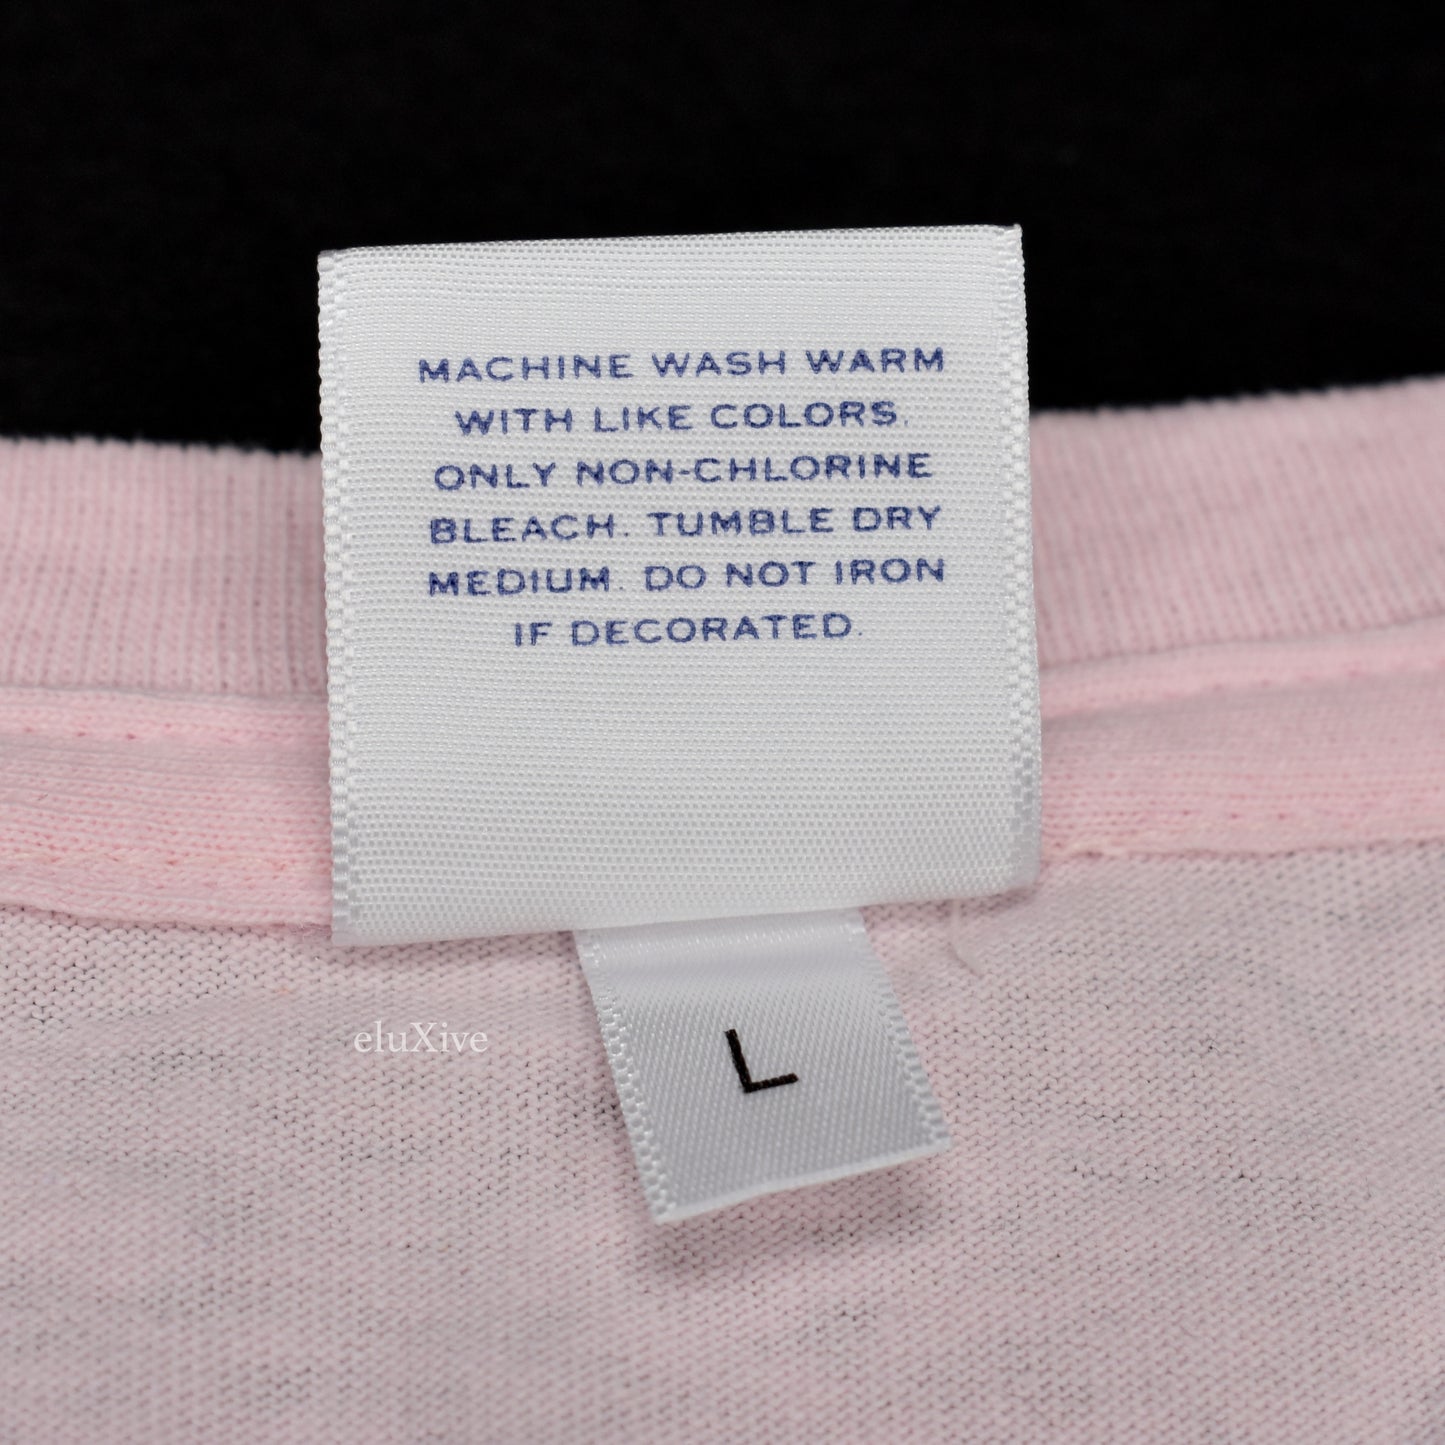 MACHINE WASH WARM
WITH LIKE COLORS.
ONLY NON-CHLORINE
BLEACH. TUMBLE DRY
MEDIUM. DO NOT IRON
IF DECORATED.
eluXive
L